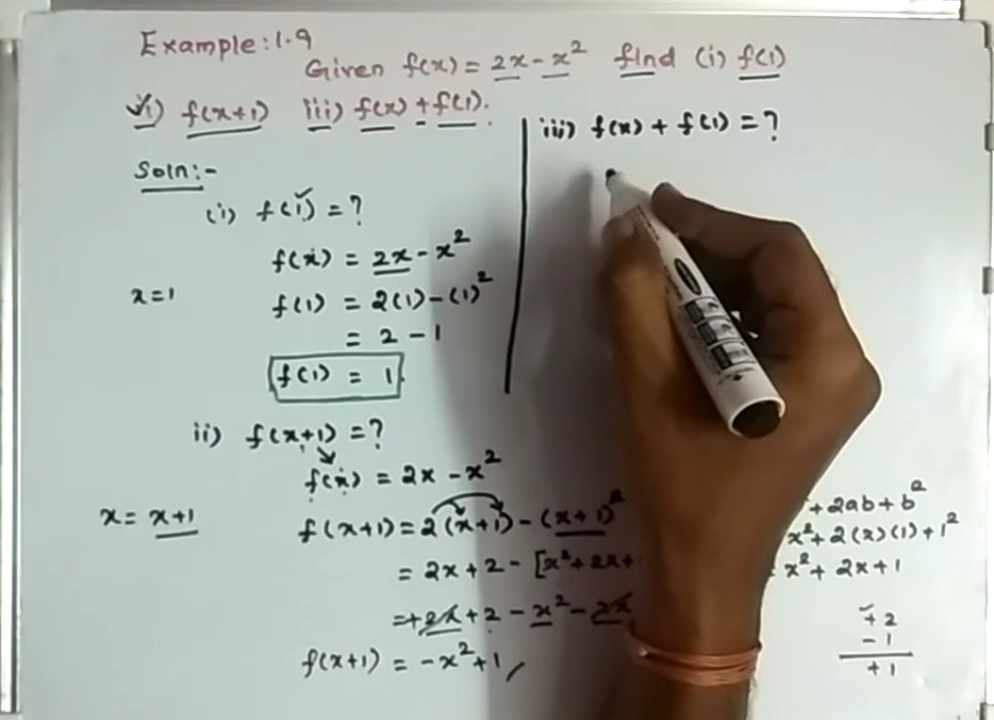 Example:1.9
Given f(x) = 2x - x² find (i) f(1)
ii) f(x+1) iii) f(x) + f(1).
Soln:-
(i) f(1) = ?
f(x) = 2x - x²
x=1
f(1) = 2(1) - (1)²
= 2 - 1
f(1) = 1
ii) f(x+1) = ?
f(x) = 2x - x²
x = x+1
f(x+1) = 2(x+1) - (x+1)²
= 2x + 2 - [x² + 2x +
= +2x + 2 - x² - 2x
f(x+1) = -x² + 1
iii) f(x) + f(1) = ?
+ 2ab + b²
x² + 2(x)(1) + 1²
= x² + 2x + 1
+2
-1
+1